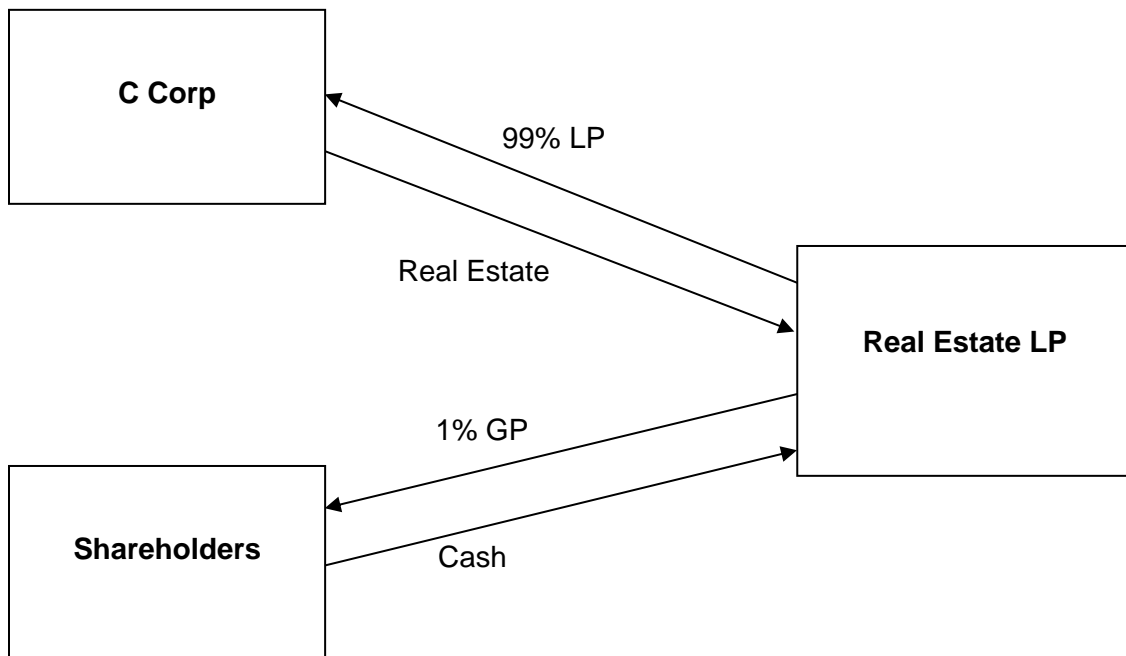 C Corp
99% LP
Real Estate
Real Estate LP
1% GP
Shareholders
Cash